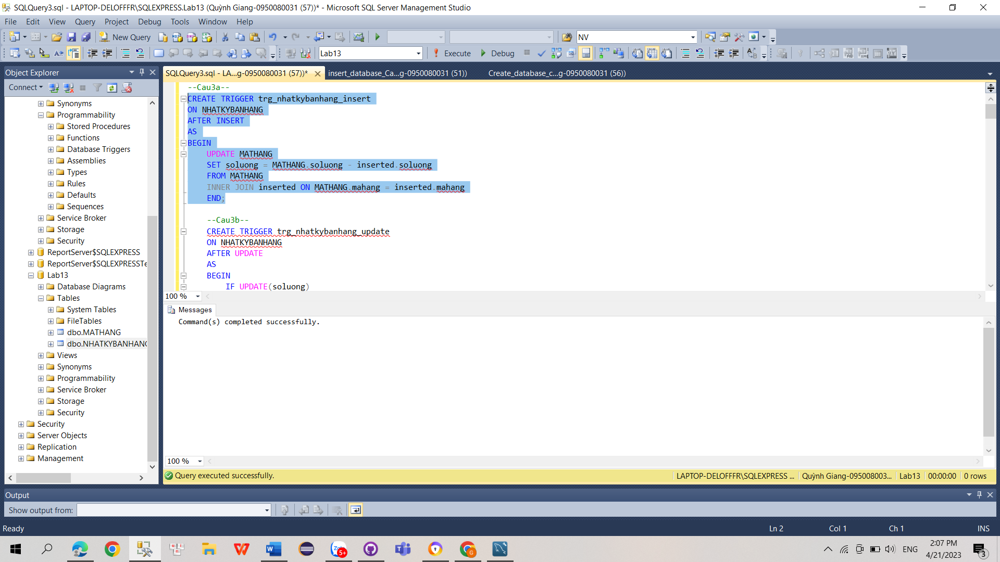 SQLQuery3.sql - LAPTOP-DELOFFFR\SQLEXPRESS.Lab13 (Quỳnh Giang-0950080031 (57))* - Microsoft SQL Server Management Studio
File Edit View Query Project Debug Tools Window Help
New Query NV
Lab13 Execute Debug
Object Explorer
Connect
Synonyms
Programmability
Stored Procedures
Functions
Database Triggers
Assemblies
Types
Rules
Defaults
Sequences
Service Broker
Storage
Security
ReportServer$SQLEXPRESS
ReportServer$SQLEXPRESSTe
Lab13
Database Diagrams
Tables
System Tables
FileTables
dbo.MATHANG
dbo.NHATKYBANHANG
Views
Synonyms
Programmability
Service Broker
Storage
Security
Security
Server Objects
Replication
Management
SQLQuery3.sql - LA...g-0950080031 (57))* insert_database_Ca...g-0950080031 (51)) Create_database_c...g-0950080031 (56))
--Cau3a--
CREATE TRIGGER trg_nhatkybanhang_insert
ON NHATKYBANHANG
AFTER INSERT
AS
BEGIN
UPDATE MATHANG
SET soluong = MATHANG.soluong - inserted.soluong
FROM MATHANG
INNER JOIN inserted ON MATHANG.mahang = inserted.mahang
END;
--Cau3b--
CREATE TRIGGER trg_nhatkybanhang_update
ON NHATKYBANHANG
AFTER UPDATE
AS
BEGIN
IF UPDATE(soluong)
100 %
Messages
Command(s) completed successfully.
100 %
Query executed successfully. LAPTOP-DELOFFFR\SQLEXPRESS ... Quỳnh Giang-095008003... Lab13 00:00:00 0 rows
Output
Show output from:
Ready Ln 2 Col 1 Ch 1 INS
5+
G
ENG
2:07 PM
4/21/2023
3